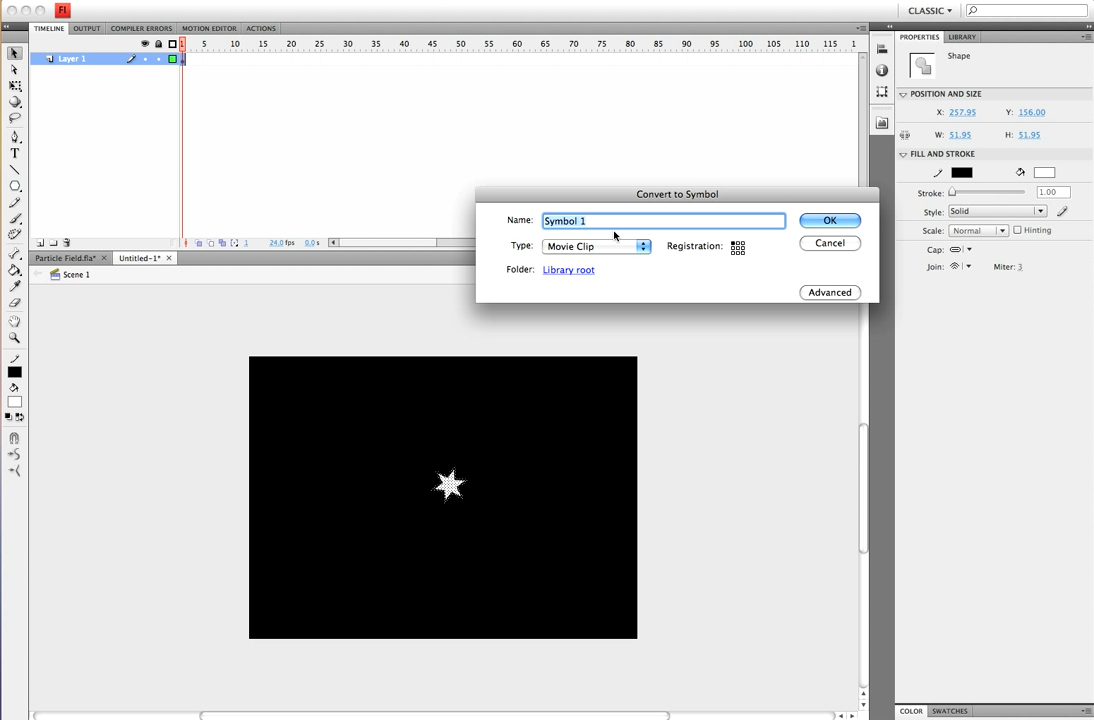 Fl
CLASSIC
TIMELINE OUTPUT COMPILER ERRORS MOTION EDITOR ACTIONS
PROPERTIES LIBRARY
1 5 10 15 20 25 30 35 40 45 50 55 60 65 70 75 80 85 90 95 100 105 110 115 1
Layer 1
Shape
POSITION AND SIZE
X: 257.95 Y: 156.00
W: 51.95 H: 51.95
FILL AND STROKE
Stroke: 1.00
Style: Solid
Scale: Normal Hinting
Cap:
Join: Miter: 3
Convert to Symbol
Name: Symbol 1 OK
Type: Movie Clip Registration: Cancel
Folder: Library root
Advanced
1 24.0 fps 0.0 s
Particle Field.fla* × Untitled-1* ×
Scene 1
T
COLOR SWATCHES